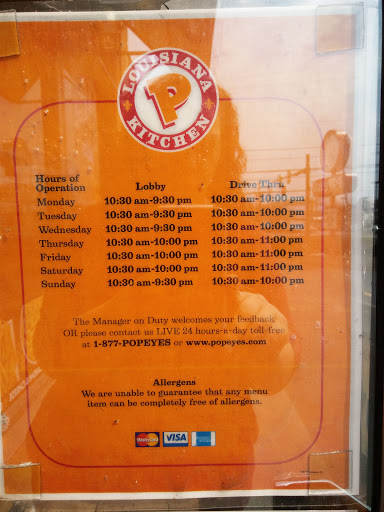 LOUISIANA
P
KITCHEN
Hours of
Operation Lobby Drive Thru
Monday 10:30 am-9:30 pm 10:30 am-10:00 pm
Tuesday 10:30 am-9:30 pm 10:30 am-10:00 pm
Wednesday 10:30 am-9:30 pm 10:30 am-10:00 pm
Thursday 10:30 am-10:00 pm 10:30 am-11:00 pm
Friday 10:30 am-10:00 pm 10:30 am-11:00 pm
Saturday 10:30 am-10:00 pm 10:30 am-11:00 pm
Sunday 10:30 am-9:30 pm 10:30 am-10:00 pm
The Manager on Duty welcomes your feedback
OR please contact us LIVE 24 hours-a-day toll-free
at 1-877-POPEYES or www.popeyes.com
Allergens
We are unable to guarantee that any menu
item can be completely free of allergens.
MasterCard VISA